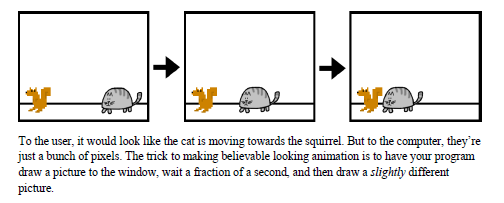 To the user, it would look like the cat is moving towards the squirrel. But to the computer, they're
just a bunch of pixels. The trick to making believable looking animation is to have your program
draw a picture to the window, wait a fraction of a second, and then draw a slightly different
picture.